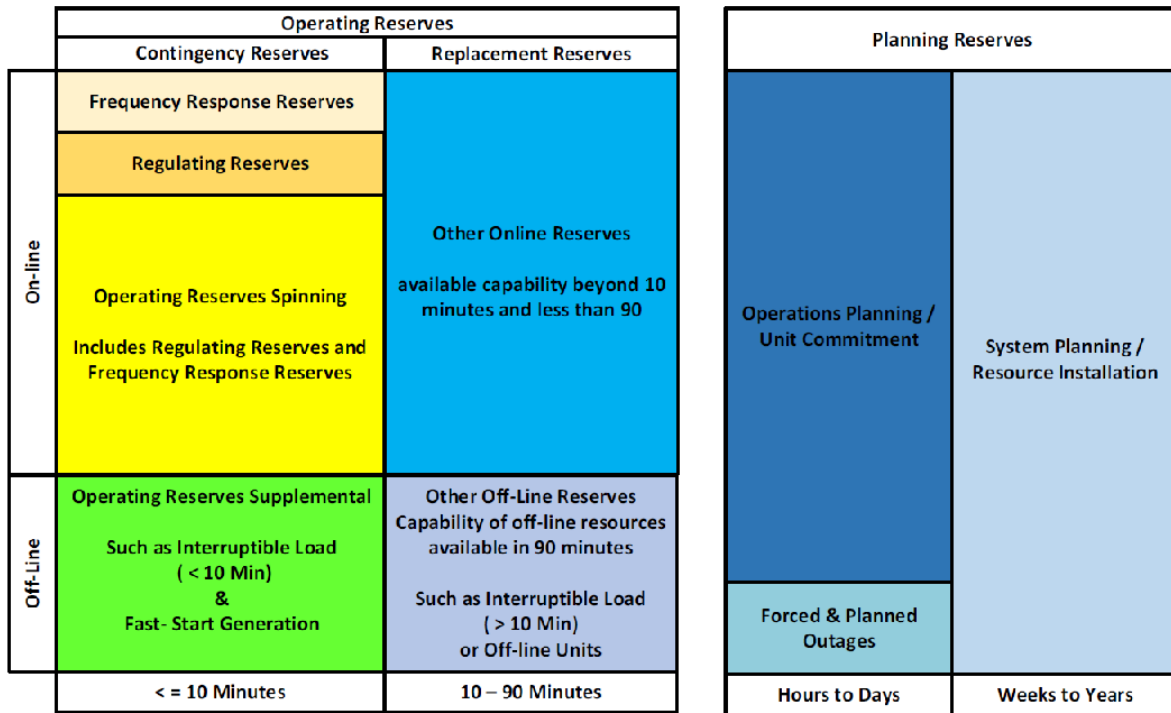 Operating Reserves
Contingency Reserves
Replacement Reserves
On-line
Frequency Response Reserves
Regulating Reserves
Operating Reserves Spinning
Includes Regulating Reserves and
Frequency Response Reserves
Other Online Reserves
available capability beyond 10
minutes and less than 90
Off-Line
Operating Reserves Supplemental
Such as Interruptible Load
( < 10 Min)
&
Fast- Start Generation
Other Off-Line Reserves
Capability of off-line resources
available in 90 minutes
Such as Interruptible Load
( > 10 Min)
or Off-line Units
< = 10 Minutes
10 – 90 Minutes
Planning Reserves
Operations Planning /
Unit Commitment
System Planning /
Resource Installation
Forced & Planned
Outages
Hours to Days
Weeks to Years